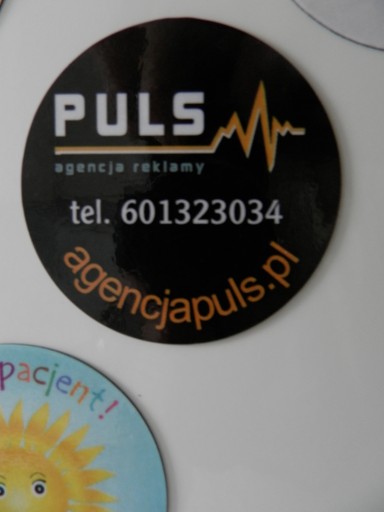 PULS
agencja reklamy
tel. 601323034
agencjapuls.pl
pacjent!